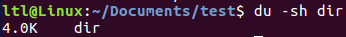 ltl@Linux:~/Documents/test$ du -sh dir
4.0K    dir